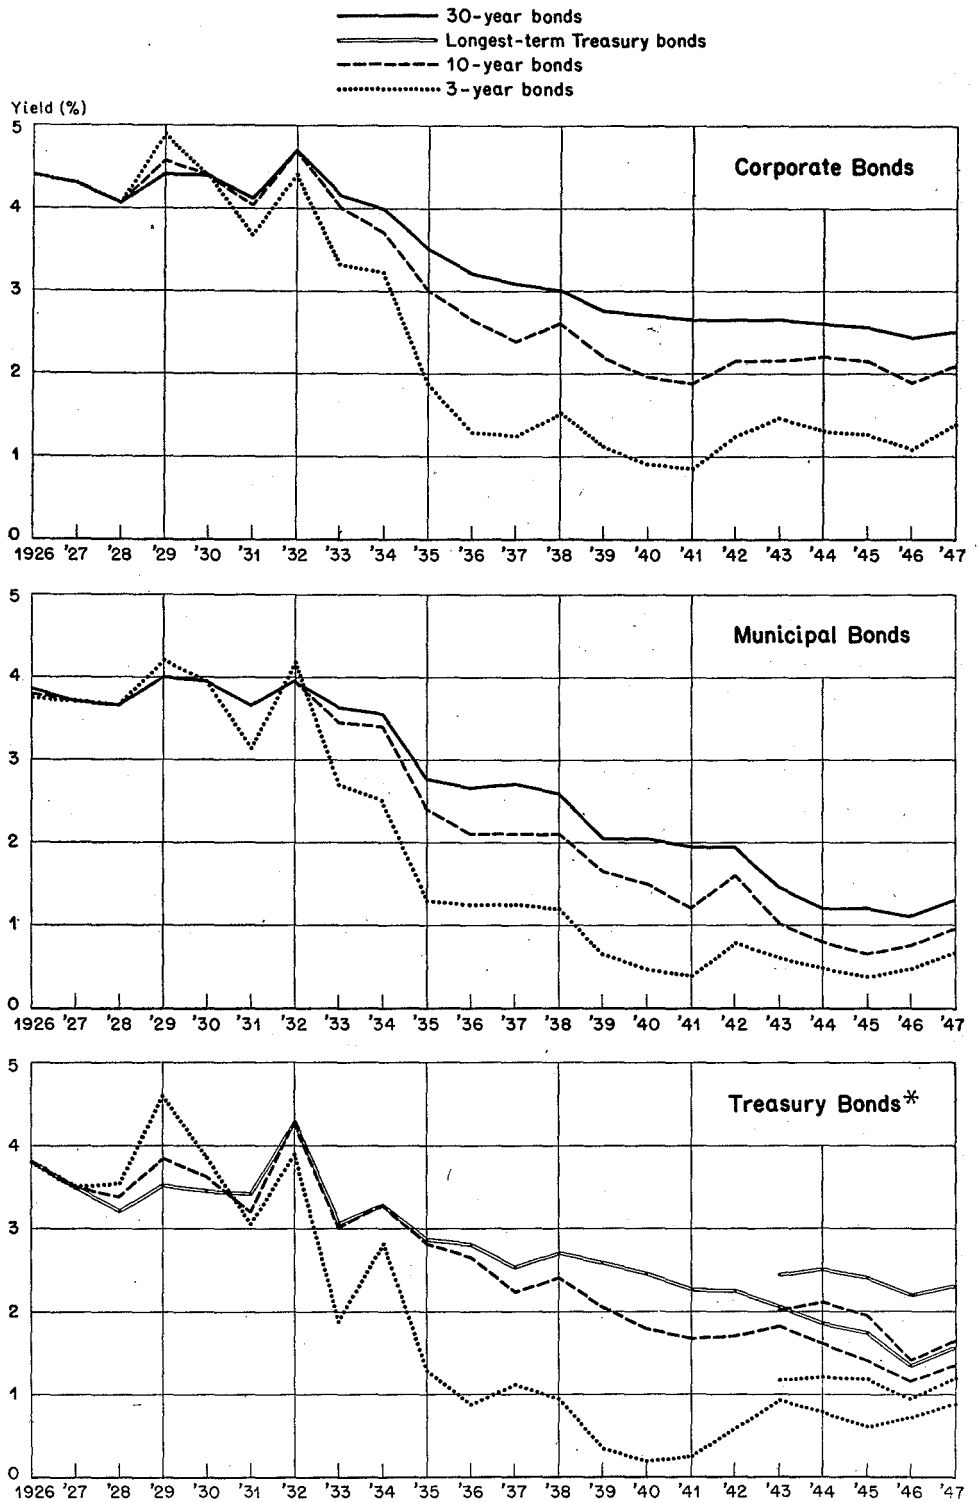 30-year bonds
Longest-term Treasury bonds
10-year bonds
3-year bonds
Yield (%)
5
Corporate Bonds
4
3
2
1
0
1926 '27 '28 '29 '30 '31 '32 '33 '34 '35 '36 '37 '38 '39 '40 '41 '42 '43 '44 '45 '46 '47
5
Municipal Bonds
4
3
2
1
0
1926 '27 '28 '29 '30 '31 '32 '33 '34 '35 '36 '37 '38 '39 '40 '41 '42 '43 '44 '45 '46 '47
5
Treasury Bonds*
4
3
2
1
0
1926 '27 '28 '29 '30 '31 '32 '33 '34 '35 '36 '37 '38 '39 '40 '41 '42 '43 '44 '45 '46 '47